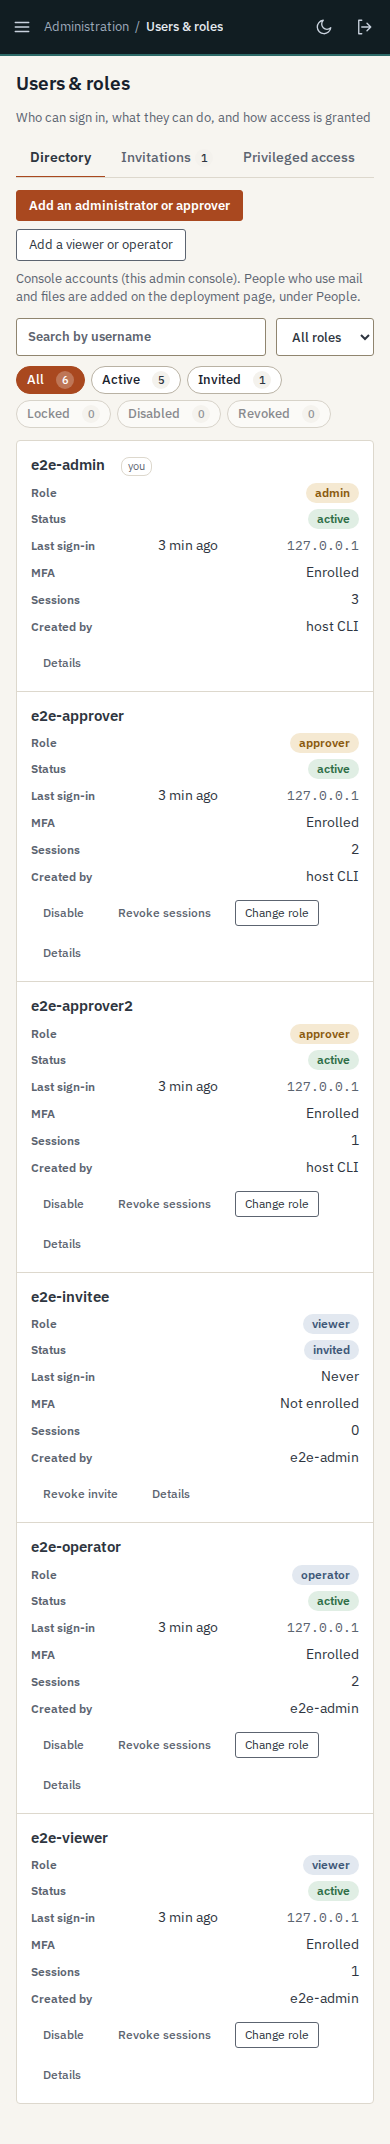 Administration / Users & roles
Users & roles
Who can sign in, what they can do, and how access is granted
Directory Invitations 1 Privileged access
Add an administrator or approver
Add a viewer or operator
Console accounts (this admin console). People who use mail
and files are added on the deployment page, under People.
Search by username All roles
All 6 Active 5 Invited 1
Locked 0 Disabled 0 Revoked 0
e2e-admin you
Role admin
Status active
Last sign-in 3 min ago 127.0.0.1
MFA Enrolled
Sessions 3
Created by host CLI
Details
e2e-approver
Role approver
Status active
Last sign-in 3 min ago 127.0.0.1
MFA Enrolled
Sessions 2
Created by host CLI
Disable Revoke sessions Change role
Details
e2e-approver2
Role approver
Status active
Last sign-in 3 min ago 127.0.0.1
MFA Enrolled
Sessions 1
Created by host CLI
Disable Revoke sessions Change role
Details
e2e-invitee
Role viewer
Status invited
Last sign-in Never
MFA Not enrolled
Sessions 0
Created by e2e-admin
Revoke invite Details
e2e-operator
Role operator
Status active
Last sign-in 3 min ago 127.0.0.1
MFA Enrolled
Sessions 2
Created by e2e-admin
Disable Revoke sessions Change role
Details
e2e-viewer
Role viewer
Status active
Last sign-in 3 min ago 127.0.0.1
MFA Enrolled
Sessions 1
Created by e2e-admin
Disable Revoke sessions Change role
Details